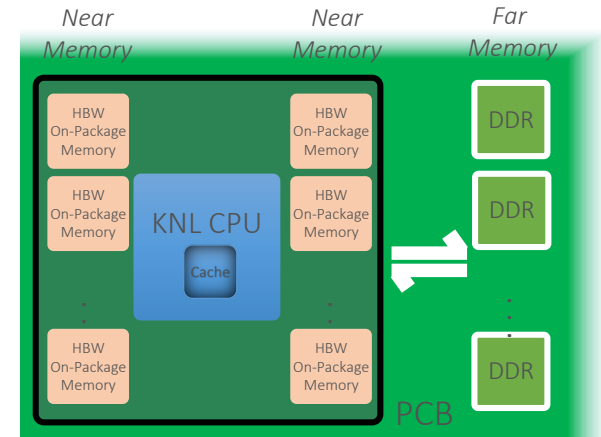 Near
Memory
Near
Memory
Far
Memory
HBW
On-Package
Memory
HBW
On-Package
Memory
DDR
HBW
On-Package
Memory
KNL CPU
Cache
HBW
On-Package
Memory
DDR
HBW
On-Package
Memory
HBW
On-Package
Memory
DDR
PCB